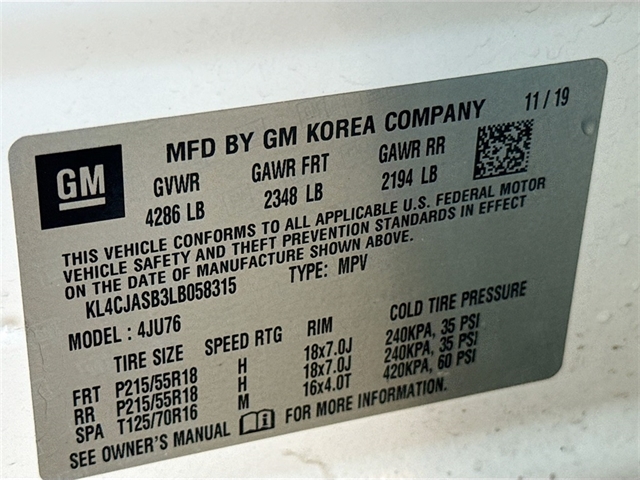 GM
MFD BY GM KOREA COMPANY 11 / 19
GVWR GAWR FRT GAWR RR
4286 LB 2348 LB 2194 LB
THIS VEHICLE CONFORMS TO ALL APPLICABLE U.S. FEDERAL MOTOR
VEHICLE SAFETY AND THEFT PREVENTION STANDARDS IN EFFECT
ON THE DATE OF MANUFACTURE SHOWN ABOVE.
KL4CJASB3LB058315 TYPE: MPV
MODEL : 4JU76
TIRE SIZE SPEED RTG RIM COLD TIRE PRESSURE
FRT P215/55R18 H 18x7.0J 240KPA, 35 PSI
RR P215/55R18 H 18x7.0J 240KPA, 35 PSI
SPA T125/70R16 M 16x4.0T 420KPA, 60 PSI
SEE OWNER'S MANUAL FOR MORE INFORMATION.